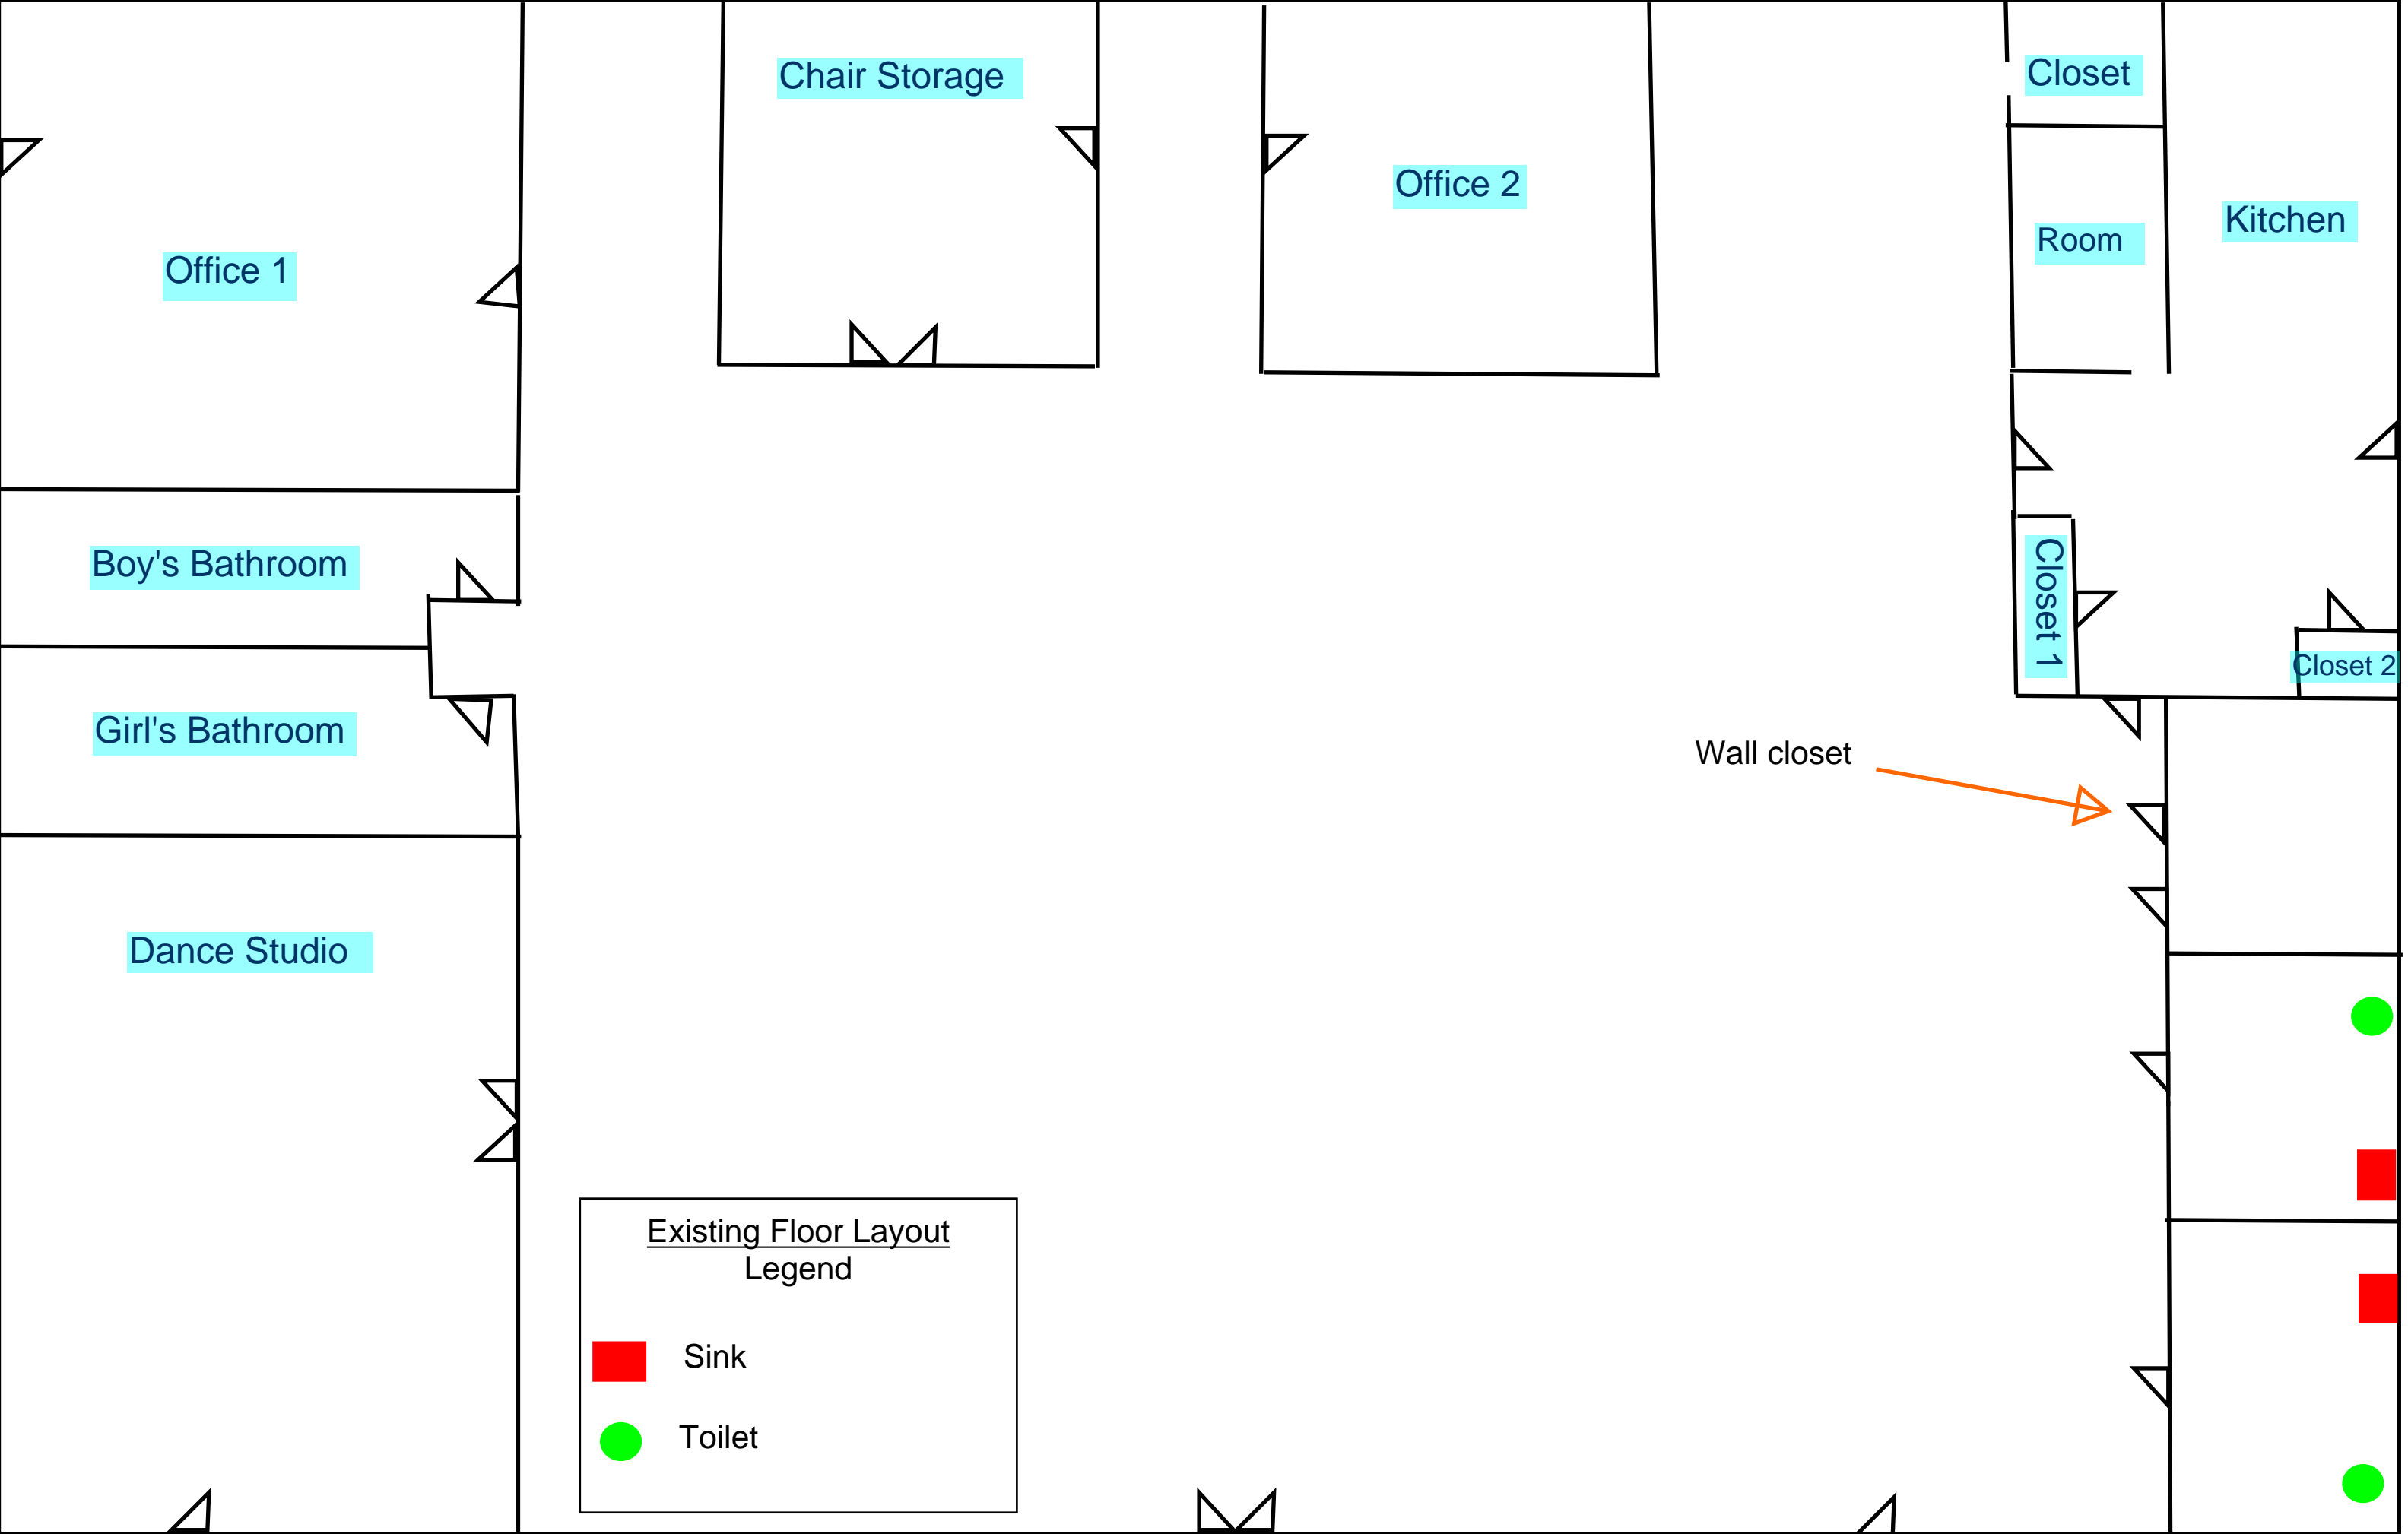 Chair Storage
Closet
Office 2
Room
Kitchen
Office 1
Boy's Bathroom
Closet 1
Closet 2
Girl's Bathroom
Wall closet
Dance Studio
Existing Floor Layout
Legend
Sink
Toilet